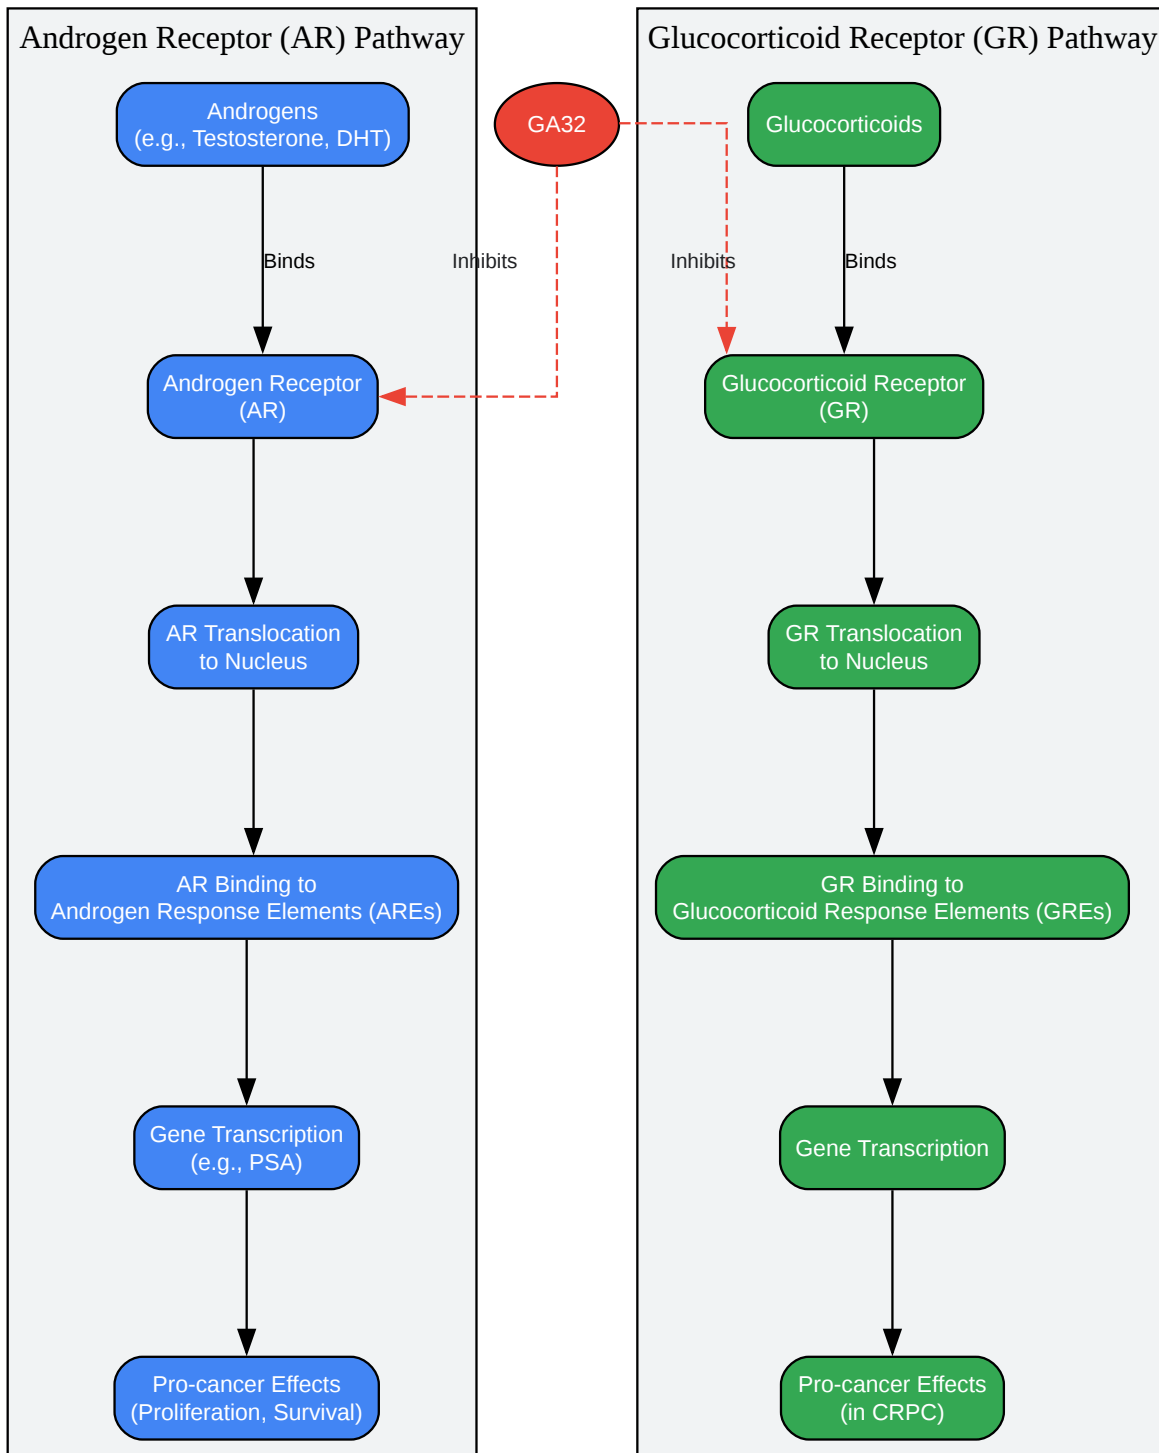 Androgen Receptor (AR) Pathway
Androgens
(e.g., Testosterone, DHT)
Binds
Androgen Receptor
(AR)
AR Translocation
to Nucleus
AR Binding to
Androgen Response Elements (AREs)
Gene Transcription
(e.g., PSA)
Pro-cancer Effects
(Proliferation, Survival)
GA32
Inhibits
Inhibits
Glucocorticoid Receptor (GR) Pathway
Glucocorticoids
Binds
Glucocorticoid Receptor
(GR)
GR Translocation
to Nucleus
GR Binding to
Glucocorticoid Response Elements (GREs)
Gene Transcription
Pro-cancer Effects
(in CRPC)